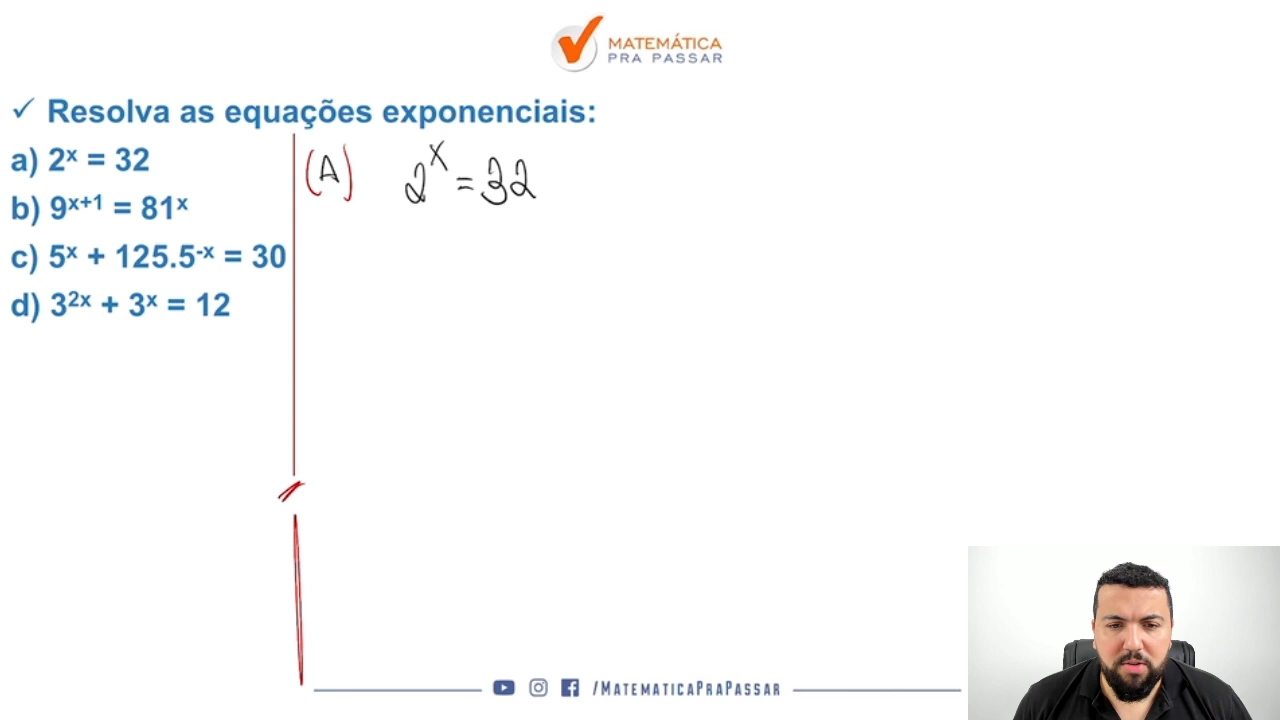 MATEMÁTICA
PRA PASSAR
✓ Resolva as equações exponenciais:
a) 2ˣ = 32
b) 9ˣ⁺¹ = 81ˣ
c) 5ˣ + 125.5⁻ˣ = 30
d) 3²ˣ + 3ˣ = 12
(A) 2ˣ = 32
/MATEMATICAPRAPASSAR